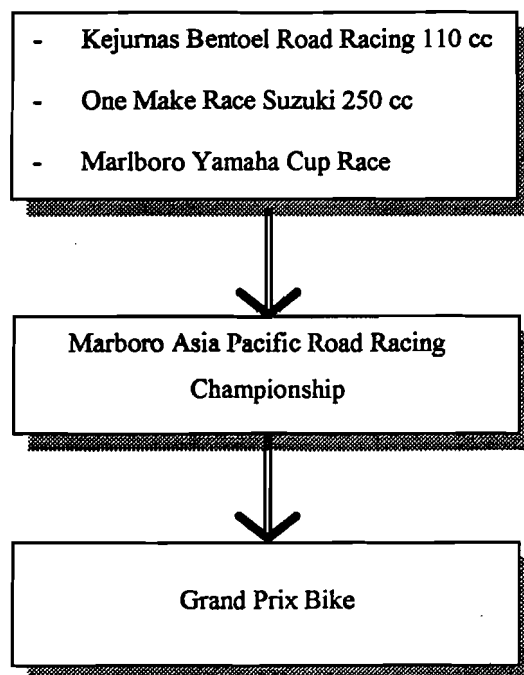 - Kejurnas Bentoel Road Racing 110 cc
- One Make Race Suzuki 250 cc
- Marlboro Yamaha Cup Race
Marboro Asia Pacific Road Racing
Championship
Grand Prix Bike